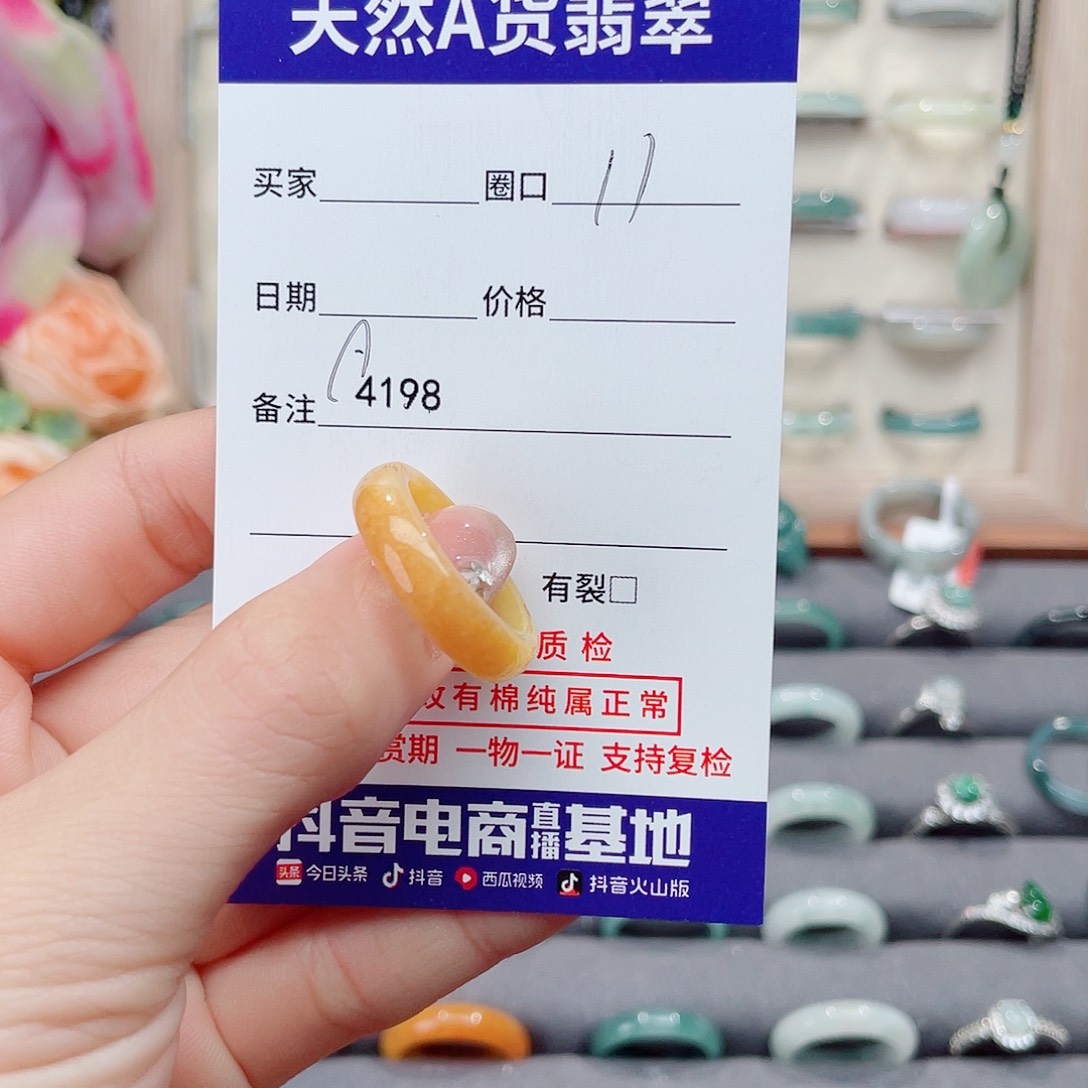 天然A货翡翠
买家 圈口 11
日期 价格
备注 A4198
有裂□
质检
有棉纯属正常
赏期 一物一证 支持复检
抖音电商直播基地
头条 今日头条 抖音 西瓜视频 抖音火山版